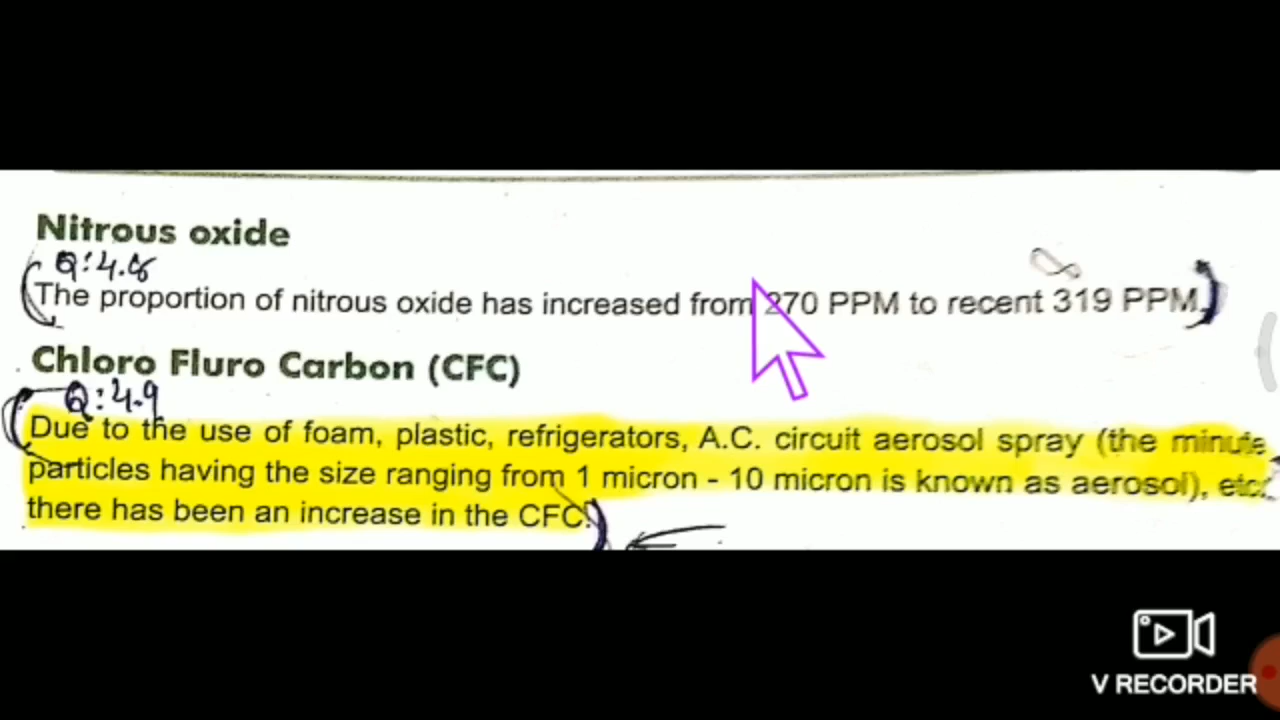 Nitrous oxide
Q:4.8
The proportion of nitrous oxide has increased from 270 PPM to recent 319 PPM.
Chloro Fluro Carbon (CFC)
Q:4.9
Due to the use of foam, plastic, refrigerators, A.C. circuit aerosol spray (the minute
particles having the size ranging from 1 micron - 10 micron is known as aerosol), etc.
there has been an increase in the CFC.
V RECORDER